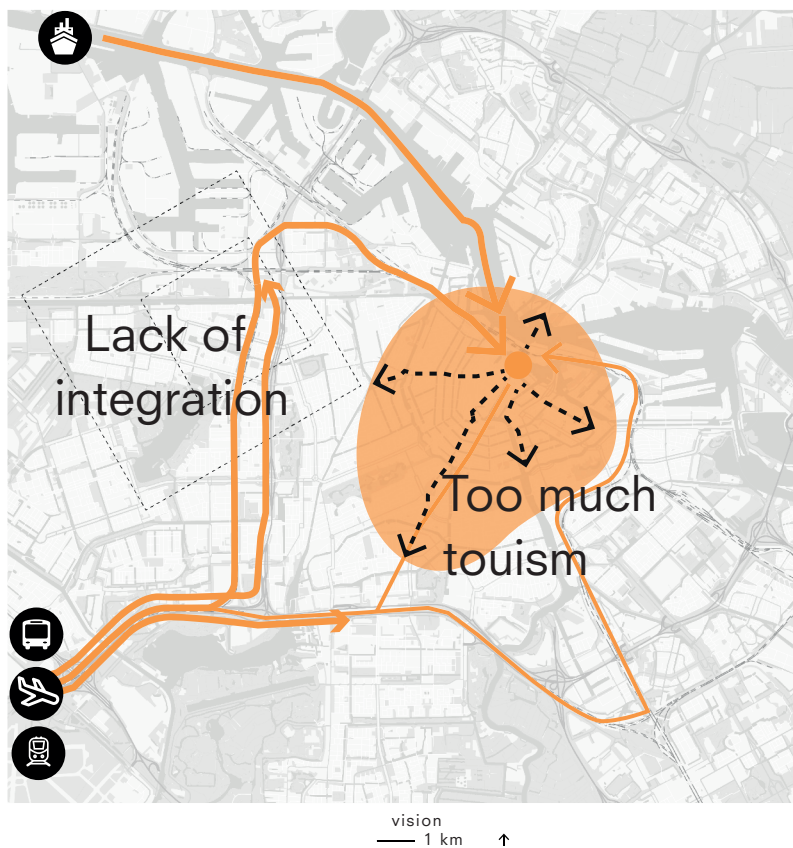 Lack of
integration
Too much
touism
vision
1 km